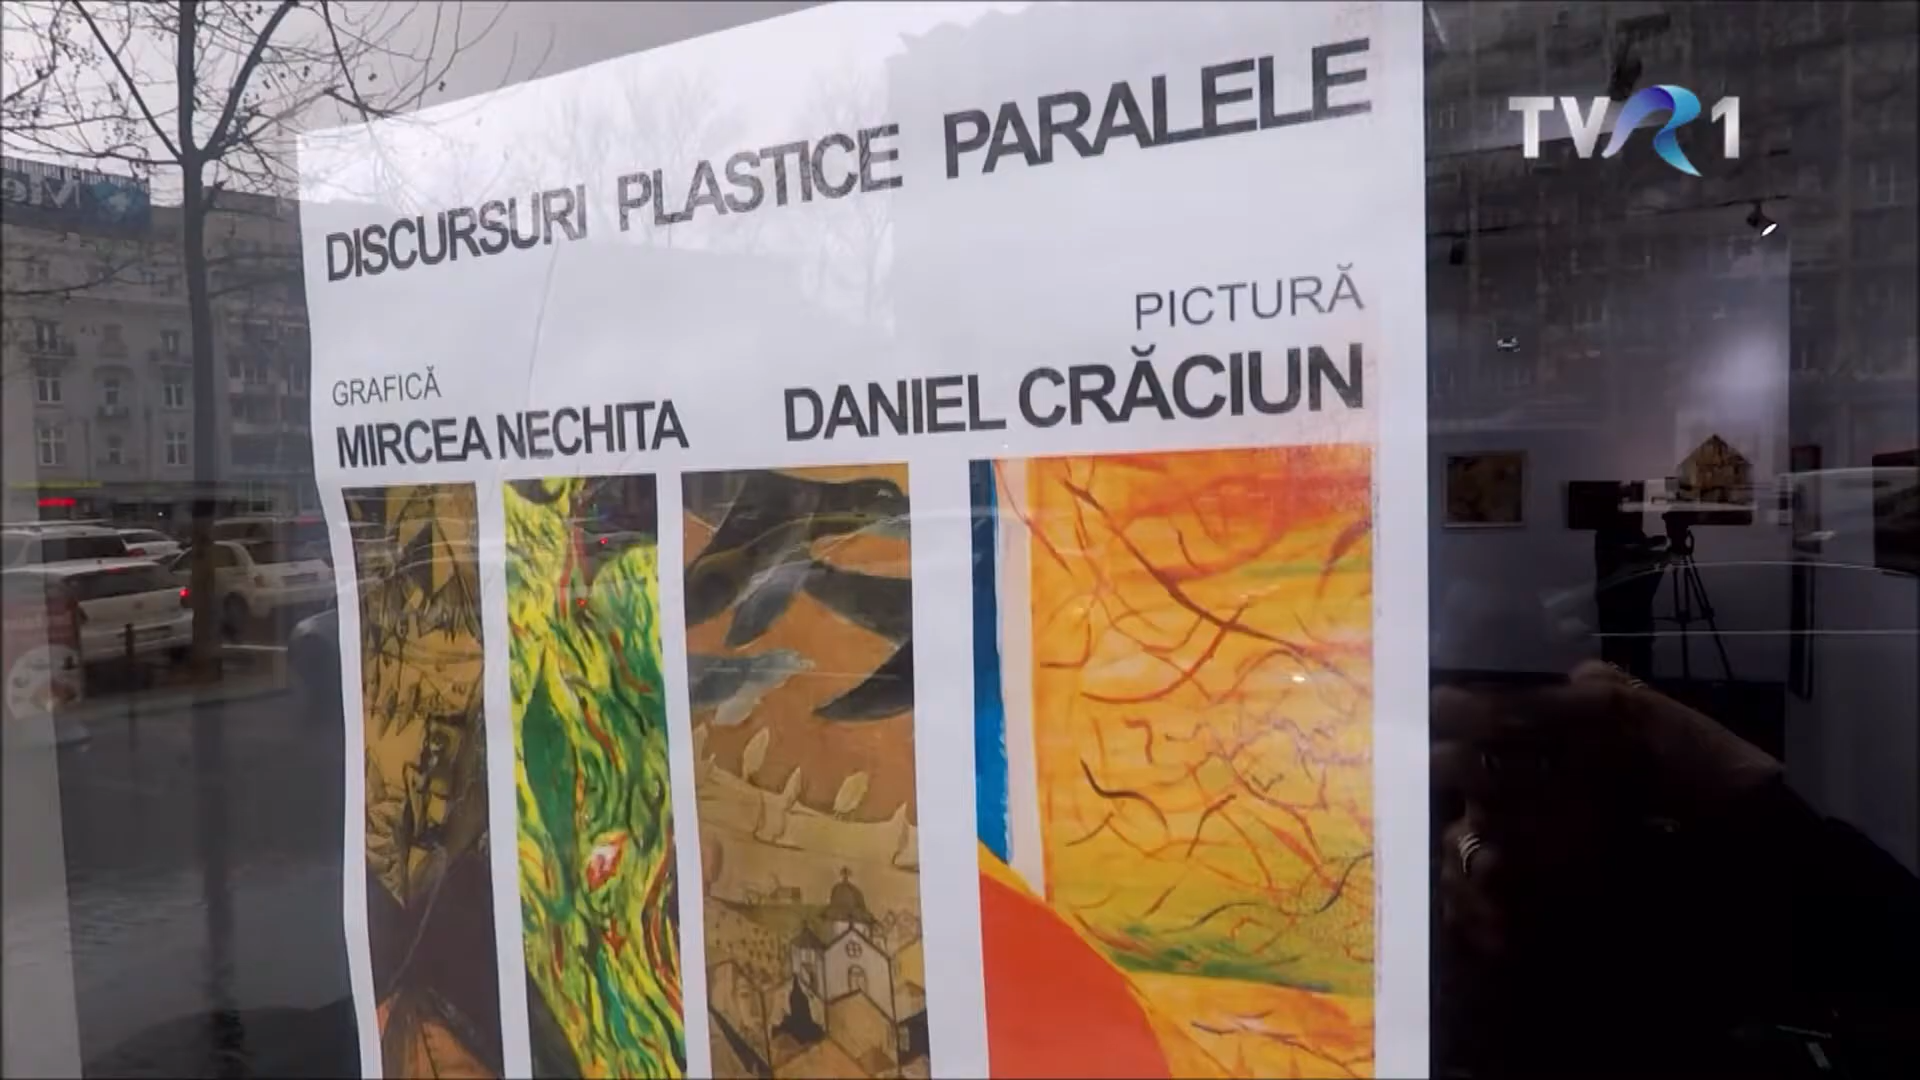 TVR1
DISCURSURI PLASTICE PARALELE
PICTURĂ
GRAFICĂ
DANIEL CRĂCIUN
MIRCEA NECHITA